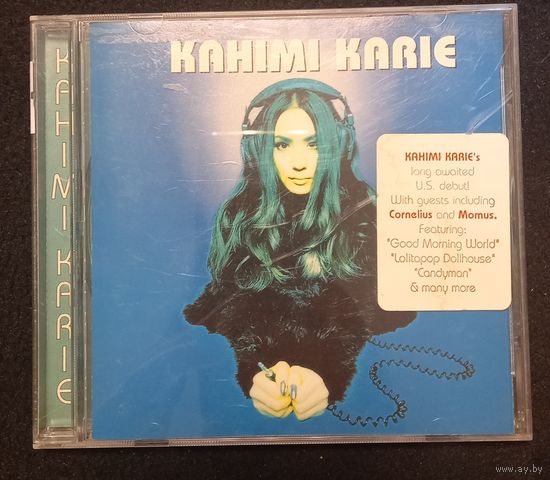 KAHIMI KARIE
KAHIMI KARIE
KAHIMI KARIE's
long awaited
U.S. debut!
With guests including
Cornelius and Momus.
Featuring:
"Good Morning World"
"Lolitapop Dollhouse"
"Candyman"
& many more
www.ay.by